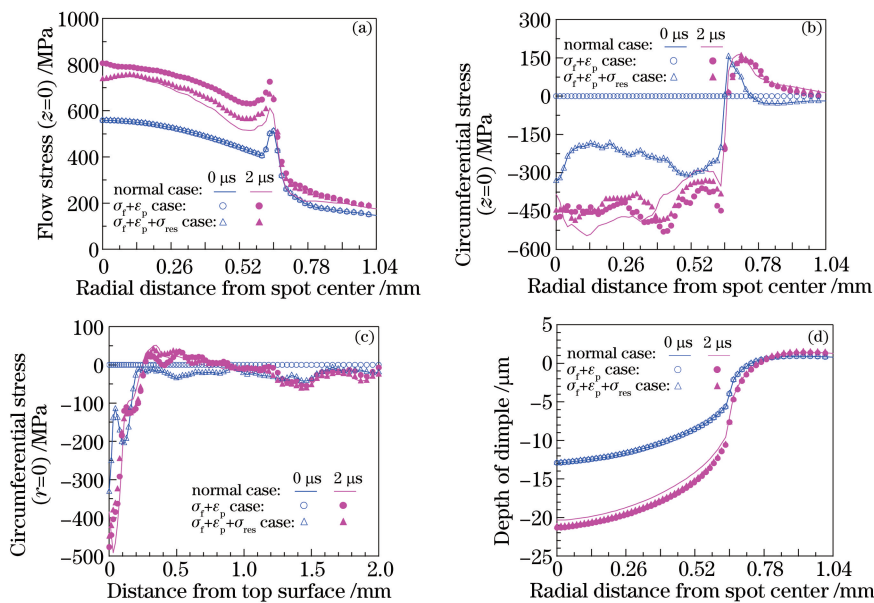 (a)
0 μs 2 μs
normal case:
σf+εp case:
σf+εp+σres case:
1000
800
600
400
200
0
Flow stress (z=0) /MPa
0 0.26 0.52 0.78 1.04
Radial distance from spot center /mm
(b)
0 μs 2 μs
normal case:
σf+εp case:
σf+εp+σres case:
300
150
0
-150
-300
-450
-600
Circumferential stress
(z=0) /MPa
0 0.26 0.52 0.78 1.04
Radial distance from spot center /mm
(c)
0 μs 2 μs
normal case:
σf+εp case:
σf+εp+σres case:
100
0
-100
-200
-300
-400
-500
Circumferential stress
(r=0) /MPa
0 0.5 1.0 1.5 2.0
Distance from top surface /mm
(d)
0 μs 2 μs
normal case:
σf+εp case:
σf+εp+σres case:
5
0
-5
-10
-15
-20
-25
Depth of dimple /μm
0 0.26 0.52 0.78 1.04
Radial distance from spot center /mm